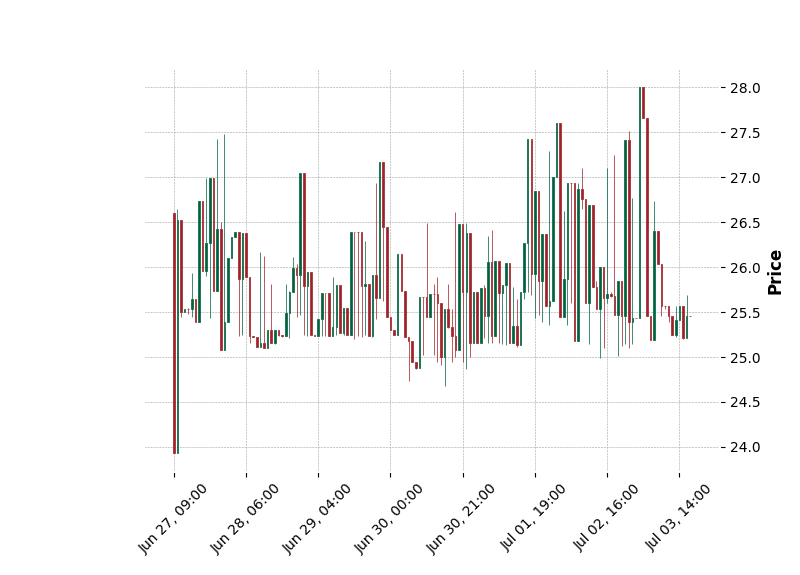 28.0
27.5
27.0
26.5
26.0
25.5
25.0
24.5
24.0
Price
Jun 27, 09:00
Jun 28, 06:00
Jun 29, 04:00
Jun 30, 00:00
Jun 30, 21:00
Jul 01, 19:00
Jul 02, 16:00
Jul 03, 14:00